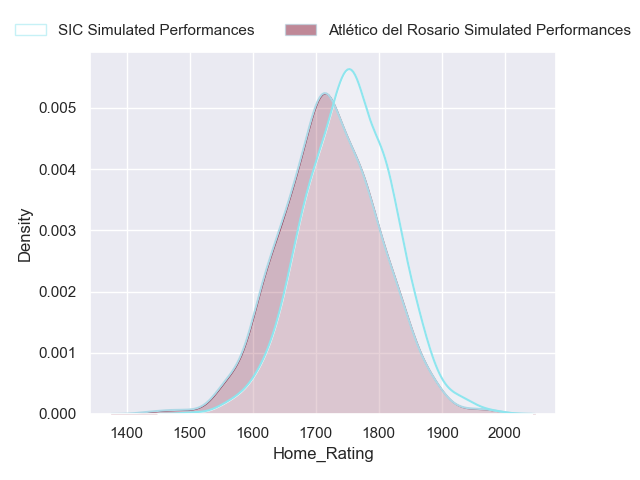 SIC Simulated Performances
Atlético del Rosario Simulated Performances
0.005
0.004
0.003
0.002
0.001
0.000
Density
1400 1500 1600 1700 1800 1900 2000
Home_Rating